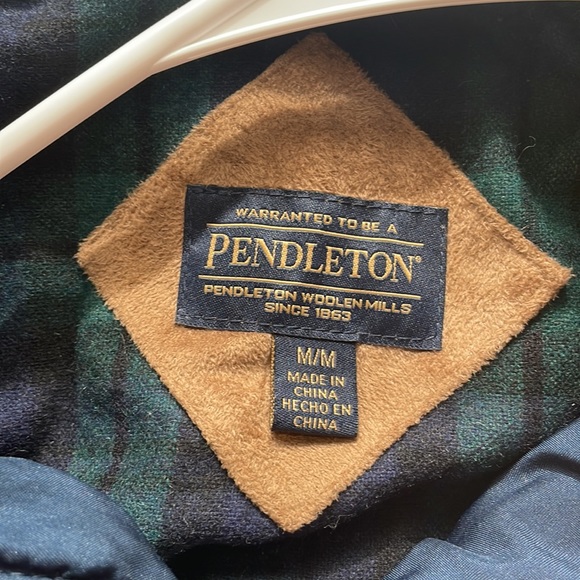 WARRANTED TO BE A
PENDLETON®
PENDLETON WOOLEN MILLS
SINCE 1863
M/M
MADE IN
CHINA
HECHO EN
CHINA